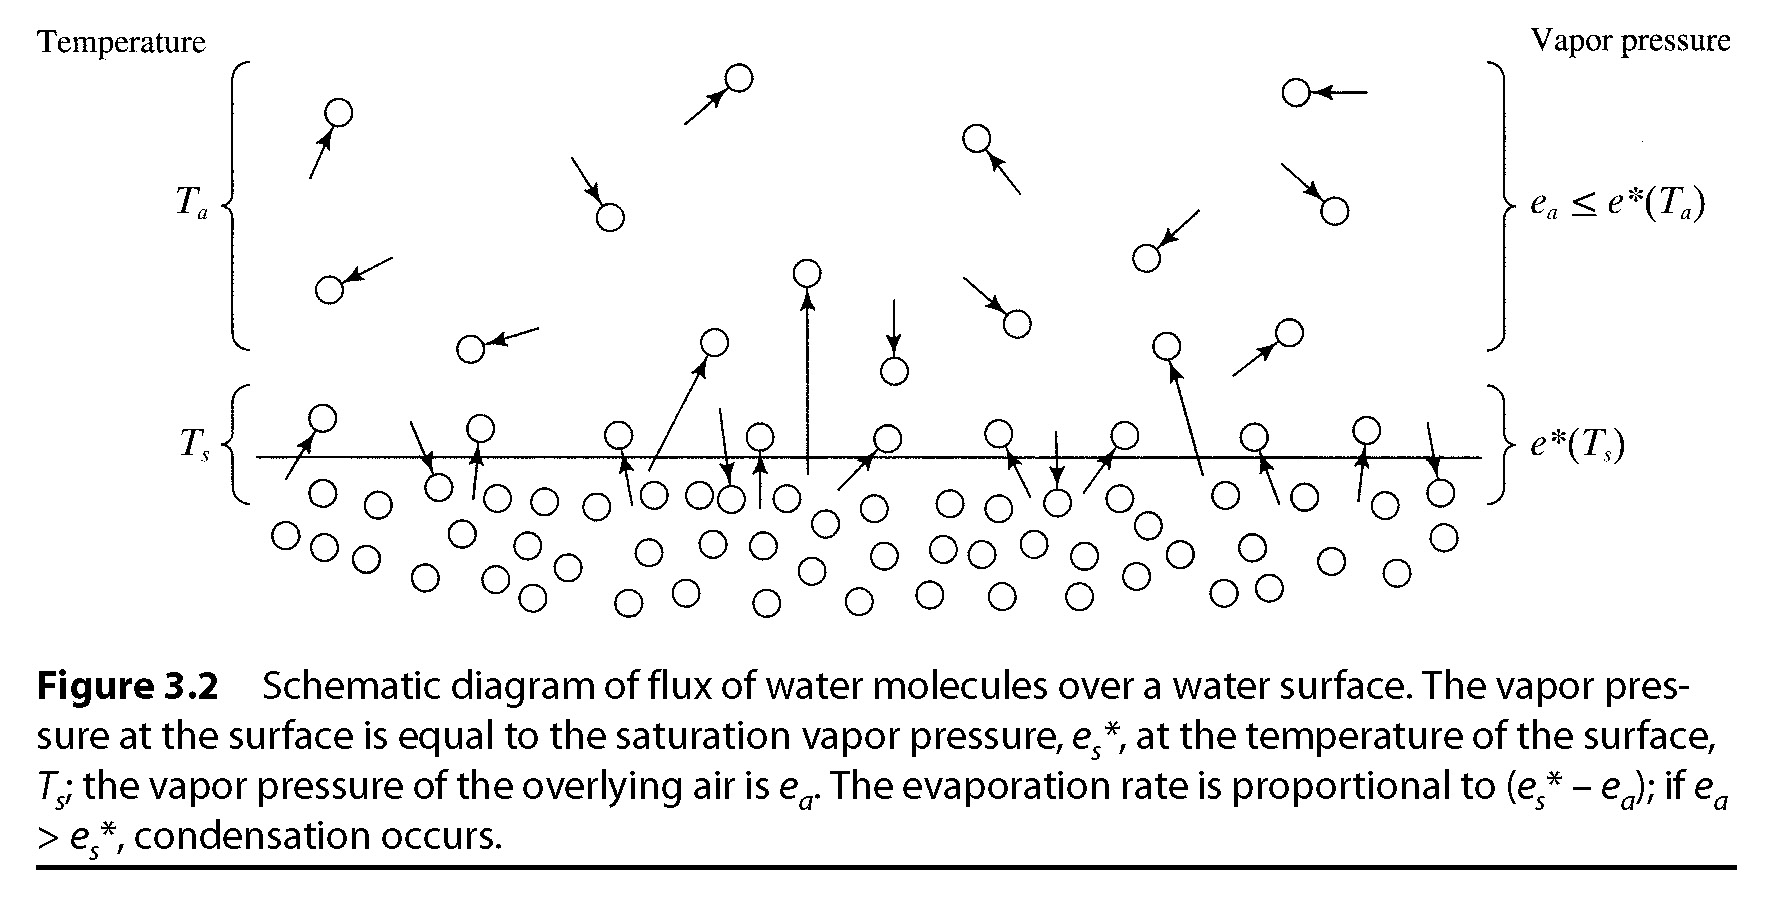 Temperature
Vapor pressure
Tₐ
eₐ ≤ e*(Tₐ)
Tₛ
e*(Tₛ)
Figure 3.2 Schematic diagram of flux of water molecules over a water surface. The vapor pres-
sure at the surface is equal to the saturation vapor pressure, eₛ*, at the temperature of the surface,
Tₛ; the vapor pressure of the overlying air is eₐ. The evaporation rate is proportional to (eₛ* – eₐ); if eₐ
> eₛ*, condensation occurs.